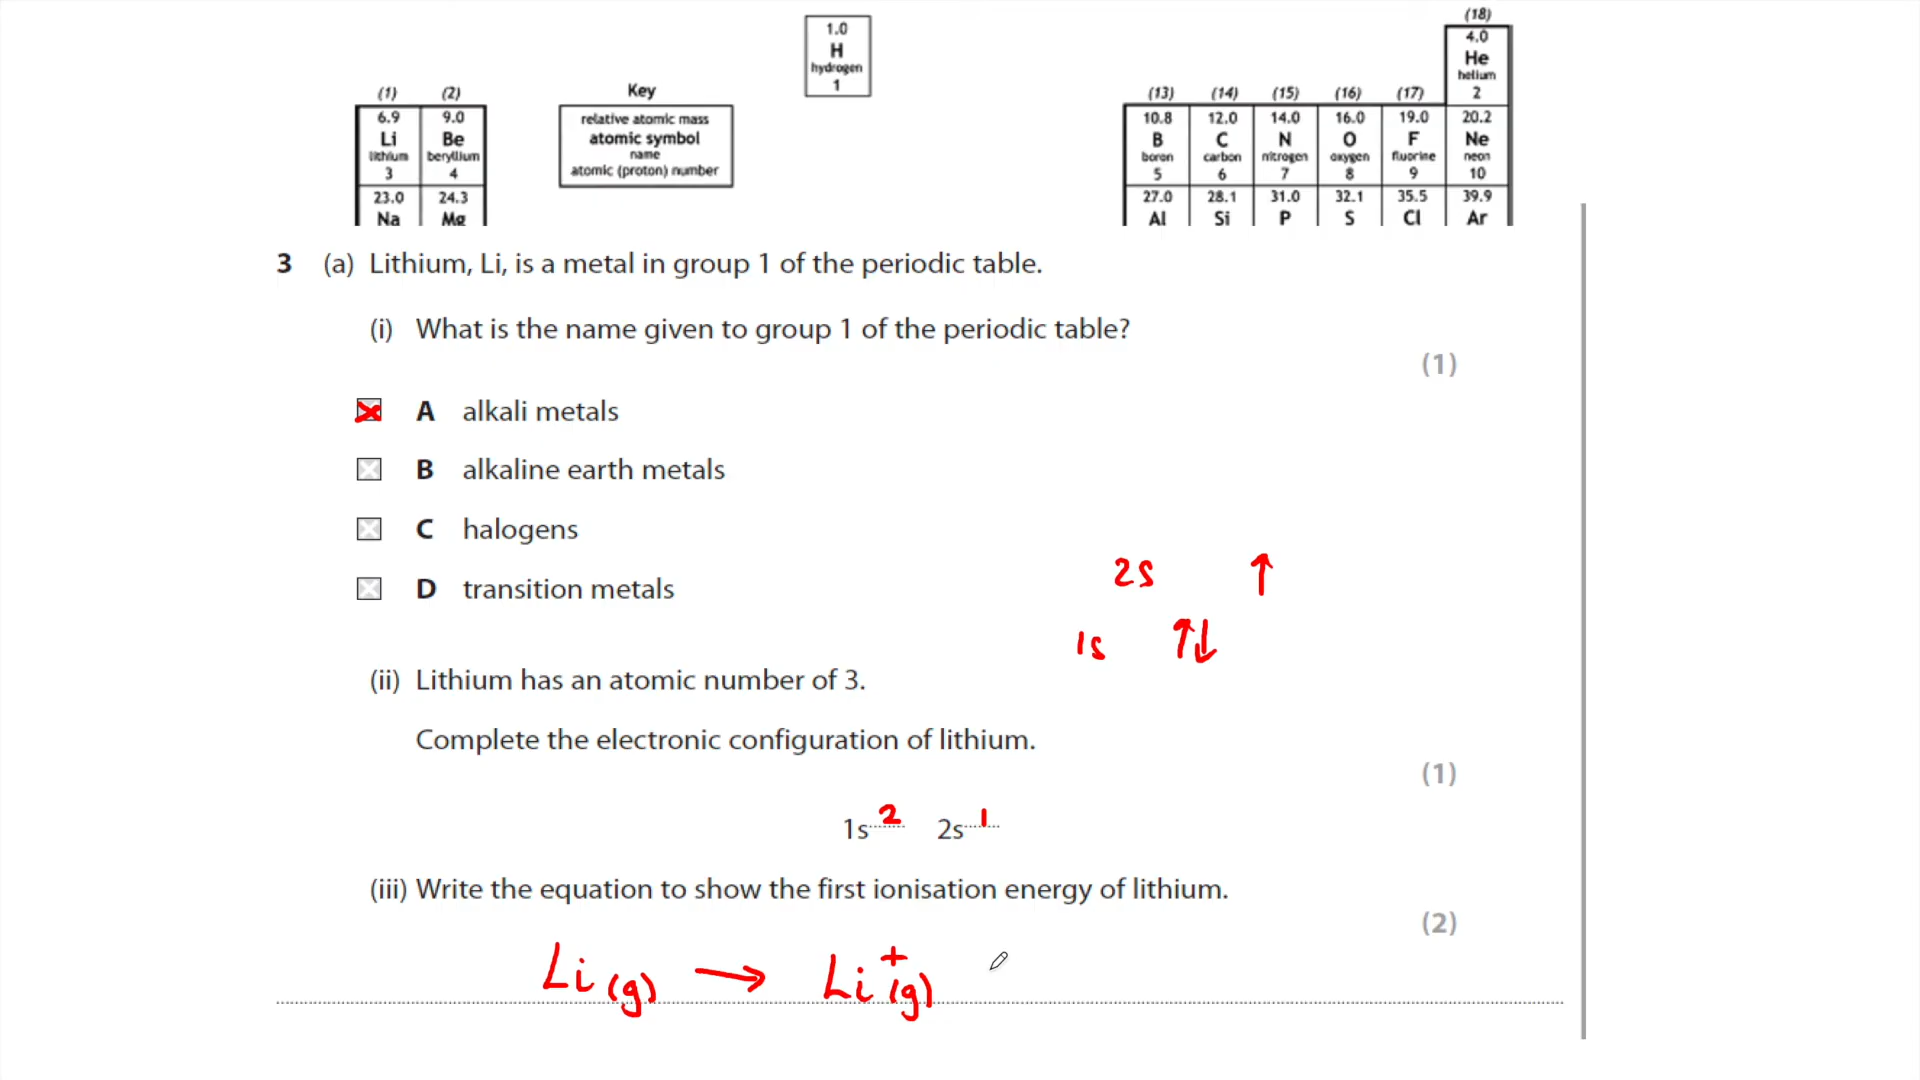 (18)
1.0
H
hydrogen
1
4.0
He
helium
2
(1) (2)
Key
(13) (14) (15) (16) (17)
6.9 9.0
Li Be
lithium beryllium
3 4
relative atomic mass
atomic symbol
name
atomic (proton) number
10.8 12.0 14.0 16.0 19.0 20.2
B C N O F Ne
boron carbon nitrogen oxygen fluorine neon
5 6 7 8 9 10
23.0 24.3
Na Mg
27.0 28.1 31.0 32.1 35.5 39.9
Al Si P S Cl Ar
3 (a) Lithium, Li, is a metal in group 1 of the periodic table.
(i) What is the name given to group 1 of the periodic table?
(1)
A alkali metals
B alkaline earth metals
C halogens
D transition metals
2s ↑
1s ↑↓
(ii) Lithium has an atomic number of 3.
Complete the electronic configuration of lithium.
(1)
1s 2 2s 1
(iii) Write the equation to show the first ionisation energy of lithium.
(2)
Li (g) → Li+ (g)